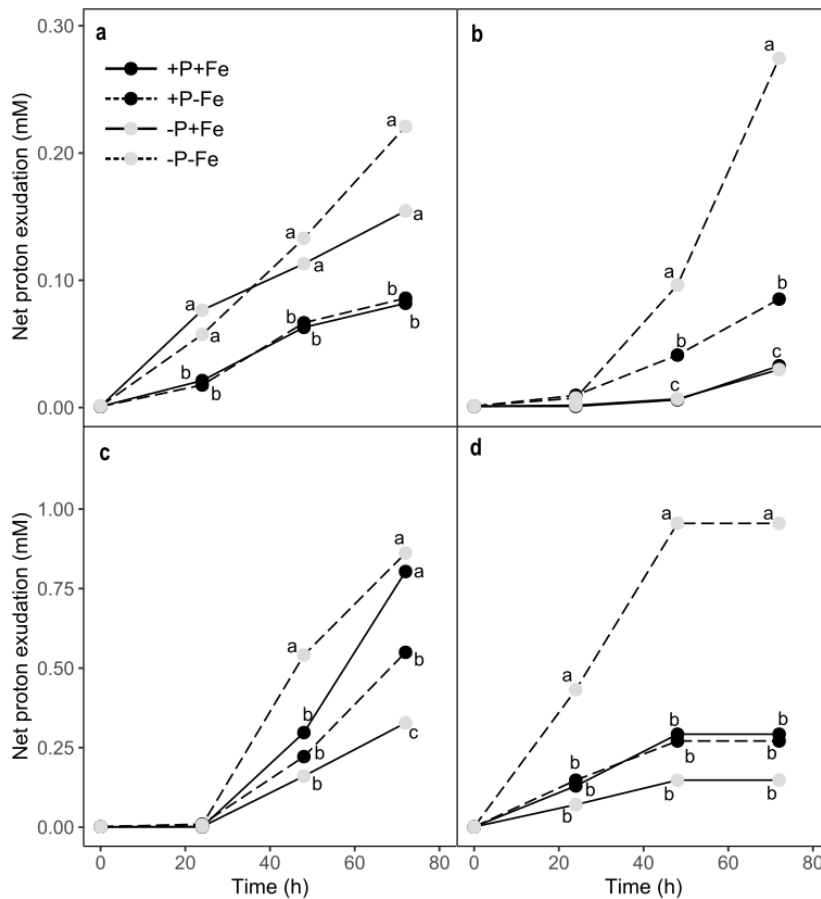 a
b
+P+Fe
+P-Fe
-P+Fe
-P-Fe
Net proton exudation (mM)
0.30
0.20
0.10
0.00
a
a
a
a
a
a
b
b
b
b
b
b
a
a
b
b
c
c
c
d
Net proton exudation (mM)
1.00
0.75
0.50
0.25
0.00
a
a
a
b
b
b
b
c
a
a
a
b
b
b
b
b
b
b
b
b
0
20
40
60
80
0
20
40
60
80
Time (h)
Time (h)